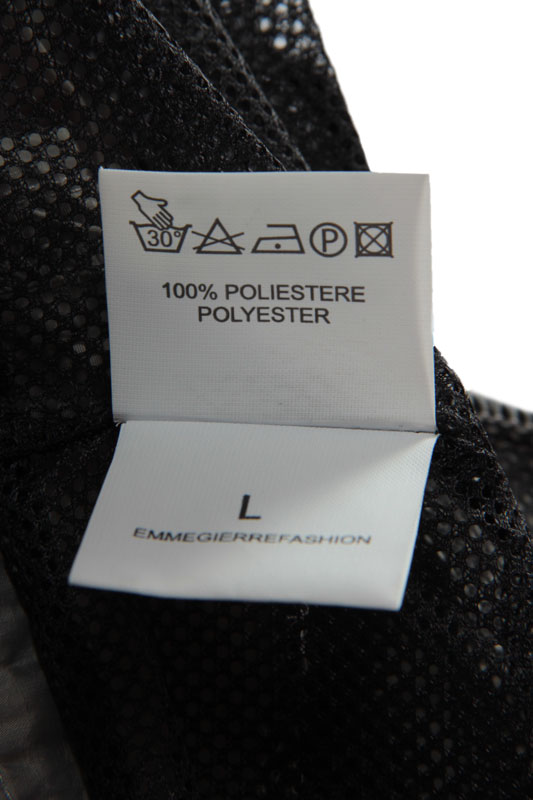 30°
P
100% POLIESTERE
POLYESTER
L
EMMEGIERREFASHION